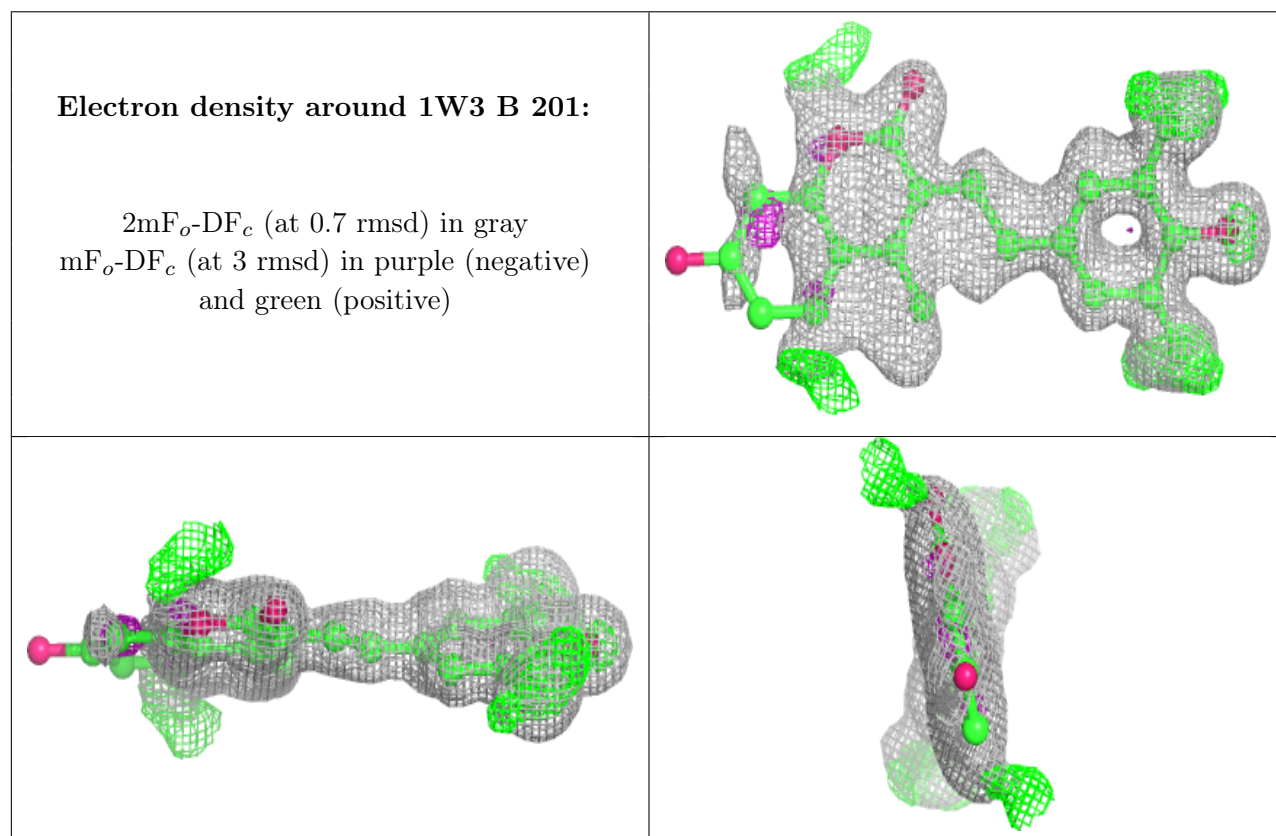 Electron density around 1W3 B 201:
2mFo-DFc (at 0.7 rmsd) in gray
mFo-DFc (at 3 rmsd) in purple (negative)
and green (positive)